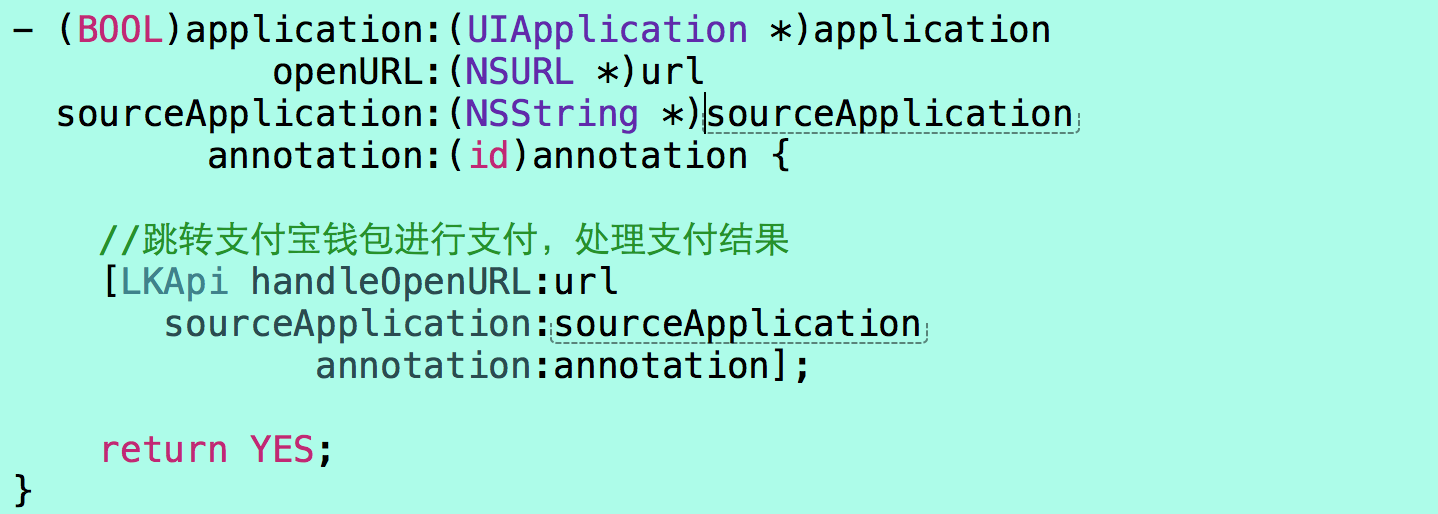 - (BOOL)application:(UIApplication *)application
openURL:(NSURL *)url
sourceApplication:(NSString *)sourceApplication
annotation:(id)annotation {
//跳转支付宝钱包进行支付，处理支付结果
[LKApi handleOpenURL:url
sourceApplication:sourceApplication
annotation:annotation];
return YES;
}